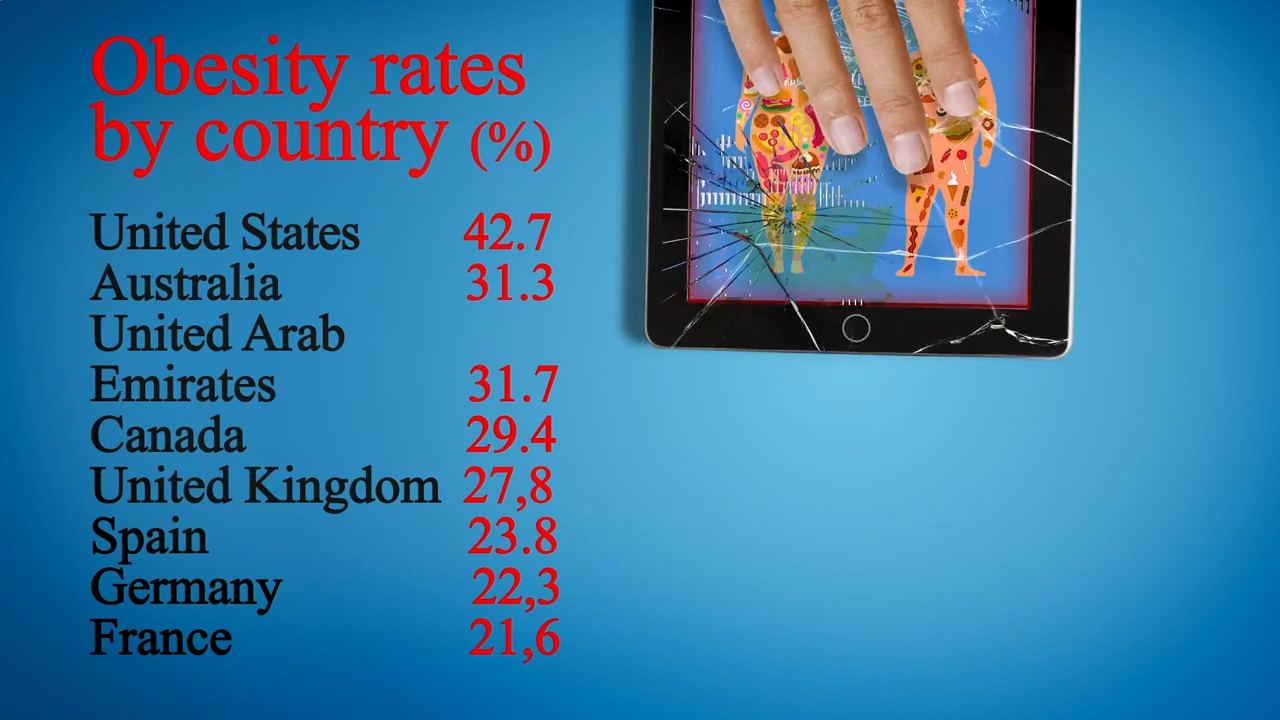 Obesity rates
by country (%)
United States 42.7
Australia 31.3
United Arab
Emirates 31.7
Canada 29.4
United Kingdom 27,8
Spain 23.8
Germany 22,3
France 21,6